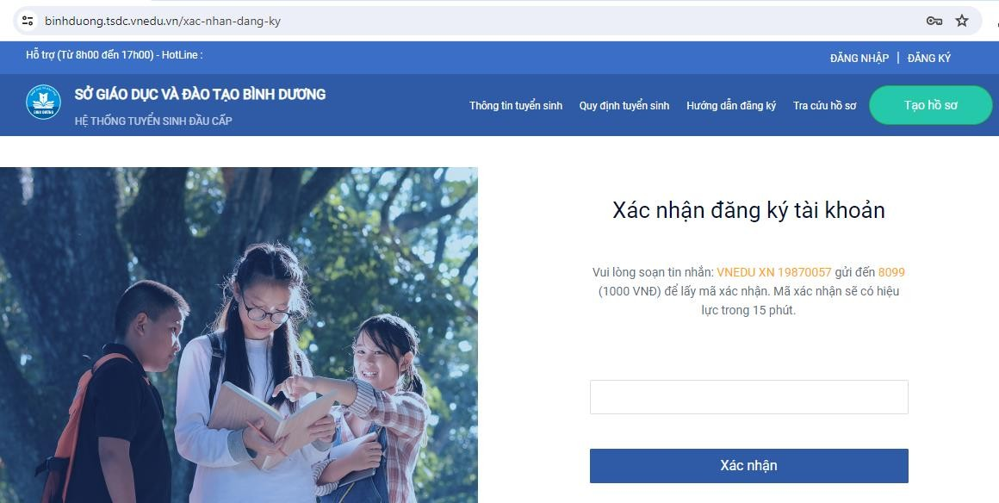 binhduong.tsdc.vnedu.vn/xac-nhan-dang-ky
Hỗ trợ (Từ 8h00 đến 17h00) - HotLine :
ĐĂNG NHẬP | ĐĂNG KÝ
SỞ GIÁO DỤC VÀ ĐÀO TẠO BÌNH DƯƠNG
HỆ THỐNG TUYỂN SINH ĐẦU CẤP
Thông tin tuyển sinh Quy định tuyển sinh Hướng dẫn đăng ký Tra cứu hồ sơ Tạo hồ sơ
Xác nhận đăng ký tài khoản
Vui lòng soạn tin nhắn: VNEDU XN 19870057 gửi đến 8099
(1000 VNĐ) để lấy mã xác nhận. Mã xác nhận sẽ có hiệu
lực trong 15 phút.
Xác nhận